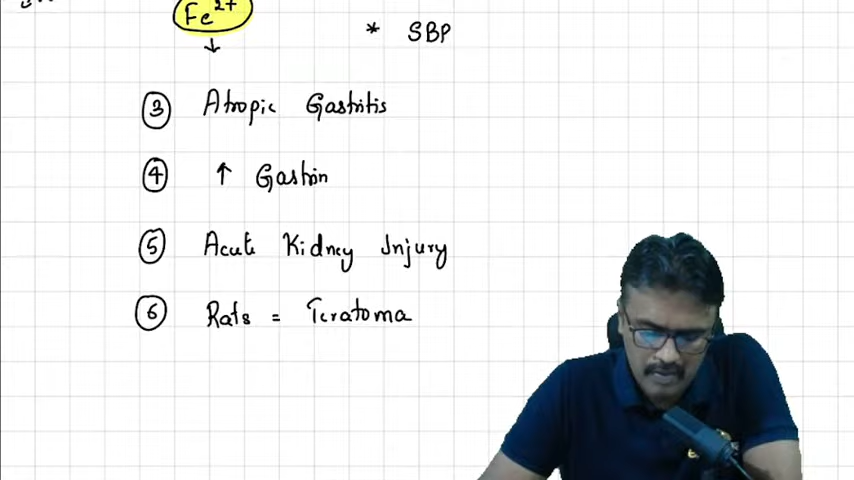 Fe2+
↓
* SBP
③ Atropic Gastritis
④ ↑ Gastrin
⑤ Acute Kidney Injury
⑥ Rats = Teratoma